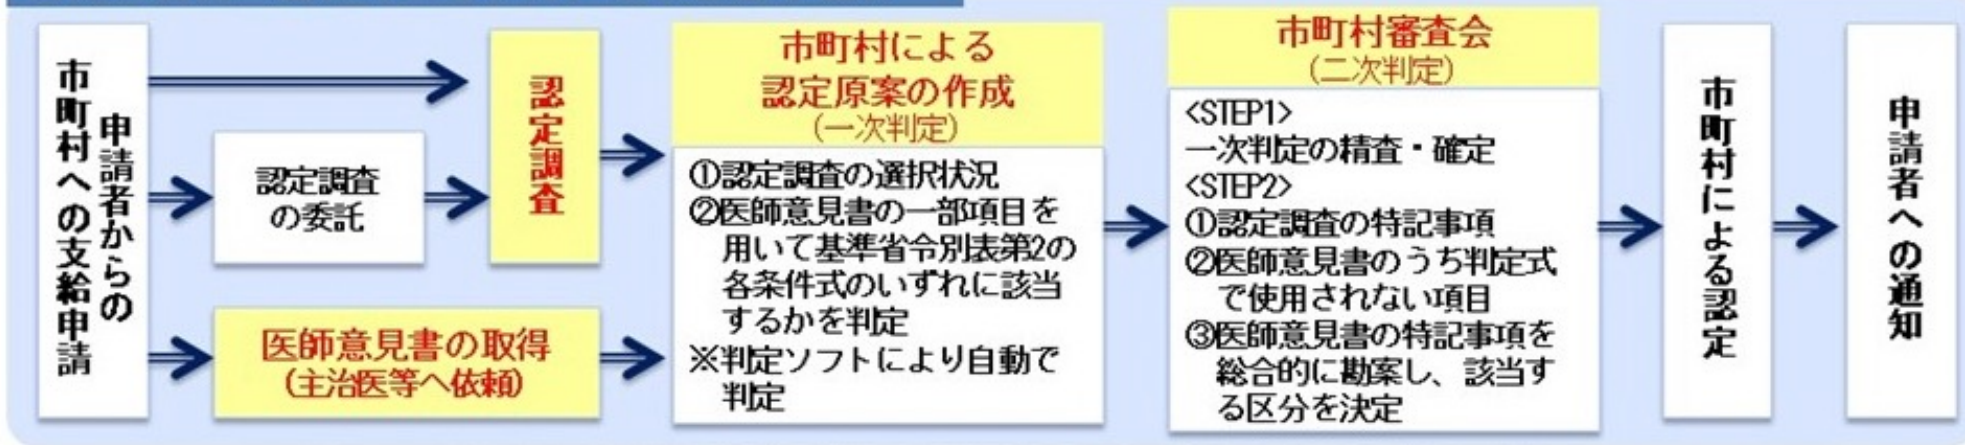 申請者からの
市町村への支給申請
認定調査
の委託
認定調査
医師意見書の取得
(主治医等へ依頼)
市町村による
認定原案の作成
(一次判定)
①認定調査の選択状況
②医師意見書の一部項目を
用いて基準省令別表第2の
各条件式のいずれに該当
するかを判定
※判定ソフトにより自動で
判定
市町村審査会
(二次判定)
<STEP1>
一次判定の精査・確定
<STEP2>
①認定調査の特記事項
②医師意見書のうち判定式
で使用されない項目
③医師意見書の特記事項を
総合的に勘案し、該当す
る区分を決定
市町村による認定
申請者への通知